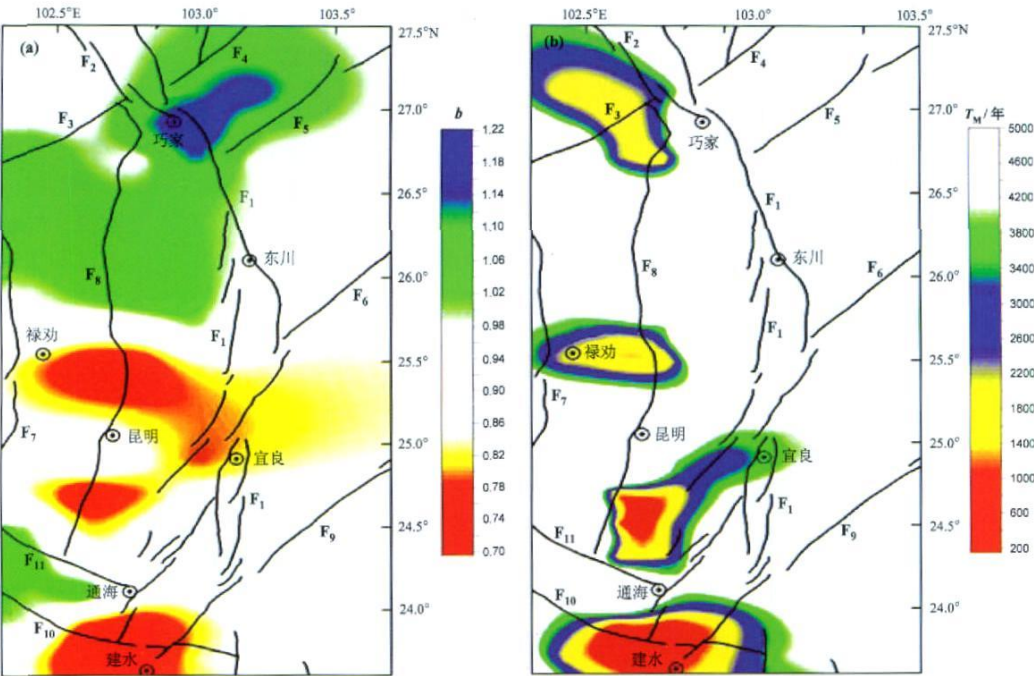 102.5° 103.0° 103.5°
27.5°N
(a)
F2
F4
F3
F5
巧家
27.0°
26.5°
F1
F8
东川
26.0°
F6
F1
禄劝
25.5°
F7
昆明
25.0°
宜良
F1
24.5°
F9
F11
通海
24.0°
F10
建水
b
1.22
1.18
1.14
1.10
1.06
1.02
0.98
0.94
0.90
0.86
0.82
0.78
0.74
0.70
102.5° 103.0° 103.5°
27.5°N
(b)
F2
F4
F3
F5
巧家
27.0°
26.5°
F1
F8
东川
26.0°
F6
F1
禄劝
25.5°
F7
昆明
25.0°
宜良
F1
24.5°
F9
F11
通海
24.0°
F10
建水
TM / 年
5000
4600
4200
3800
3400
3000
2600
2200
1800
1400
1000
600
200